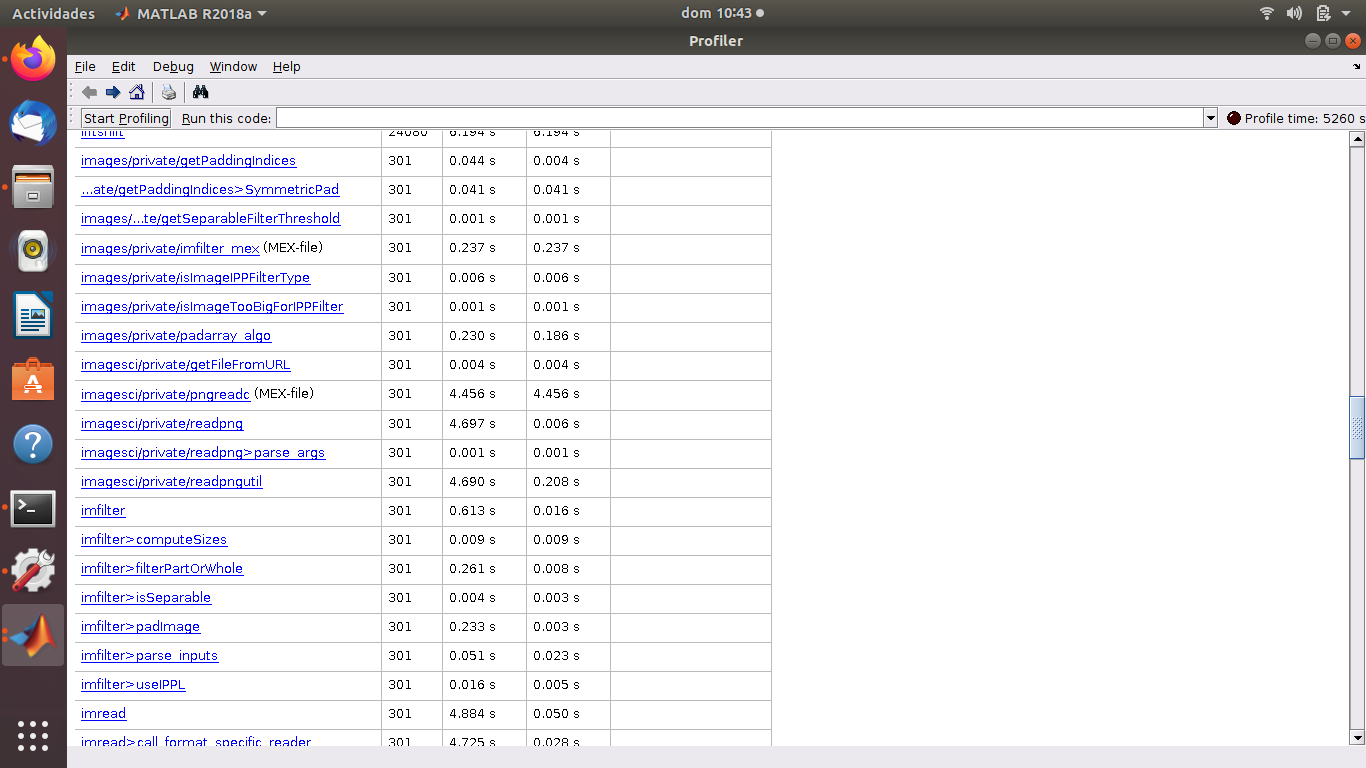 Actividades MATLAB R2018a dom 10:43
Profiler
File Edit Debug Window Help
Start Profiling Run this code: Profile time: 5260 s
intshift 24080 6.194 s 6.194 s
images/private/getPaddingIndices 301 0.044 s 0.004 s
...ate/getPaddingIndices>SymmetricPad 301 0.041 s 0.041 s
images/...te/getSeparableFilterThreshold 301 0.001 s 0.001 s
images/private/imfilter_mex (MEX-file) 301 0.237 s 0.237 s
images/private/isImageIPPFilterType 301 0.006 s 0.006 s
images/private/isImageTooBigForIPPFilter 301 0.001 s 0.001 s
images/private/padarray_algo 301 0.230 s 0.186 s
imagesci/private/getFileFromURL 301 0.004 s 0.004 s
imagesci/private/pngreadc (MEX-file) 301 4.456 s 4.456 s
imagesci/private/readpng 301 4.697 s 0.006 s
imagesci/private/readpng>parse_args 301 0.001 s 0.001 s
imagesci/private/readpngutil 301 4.690 s 0.208 s
imfilter 301 0.613 s 0.016 s
imfilter>computeSizes 301 0.009 s 0.009 s
imfilter>filterPartOrWhole 301 0.261 s 0.008 s
imfilter>isSeparable 301 0.004 s 0.003 s
imfilter>padImage 301 0.233 s 0.003 s
imfilter>parse_inputs 301 0.051 s 0.023 s
imfilter>useIPPL 301 0.016 s 0.005 s
imread 301 4.884 s 0.050 s
imread>call_format_specific_reader 301 4.725 s 0.028 s